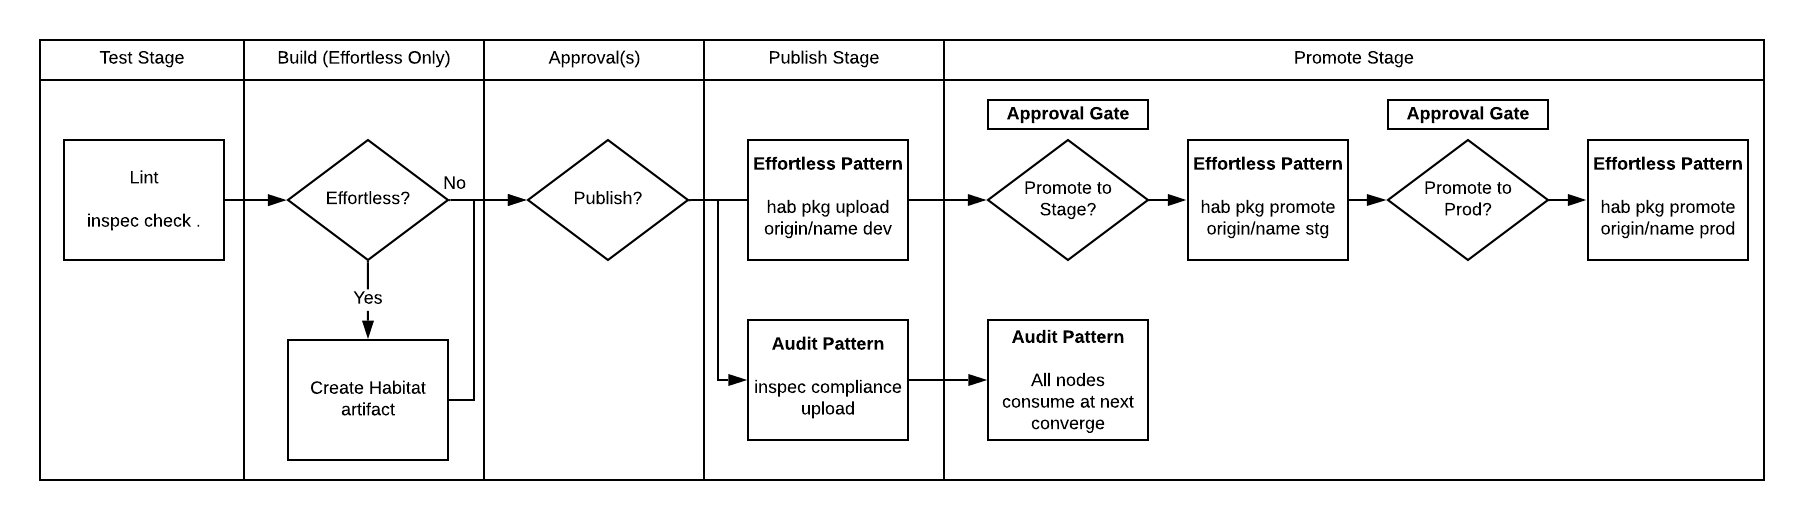 Test Stage
Build (Effortless Only)
Approval(s)
Publish Stage
Promote Stage
Lint
inspec check .
Effortless?
No
Yes
Create Habitat
artifact
Publish?
Effortless Pattern
hab pkg upload
origin/name dev
Audit Pattern
inspec compliance
upload
Approval Gate
Promote to
Stage?
Effortless Pattern
hab pkg promote
origin/name stg
Approval Gate
Promote to
Prod?
Effortless Pattern
hab pkg promote
origin/name prod
Audit Pattern
All nodes
consume at next
converge